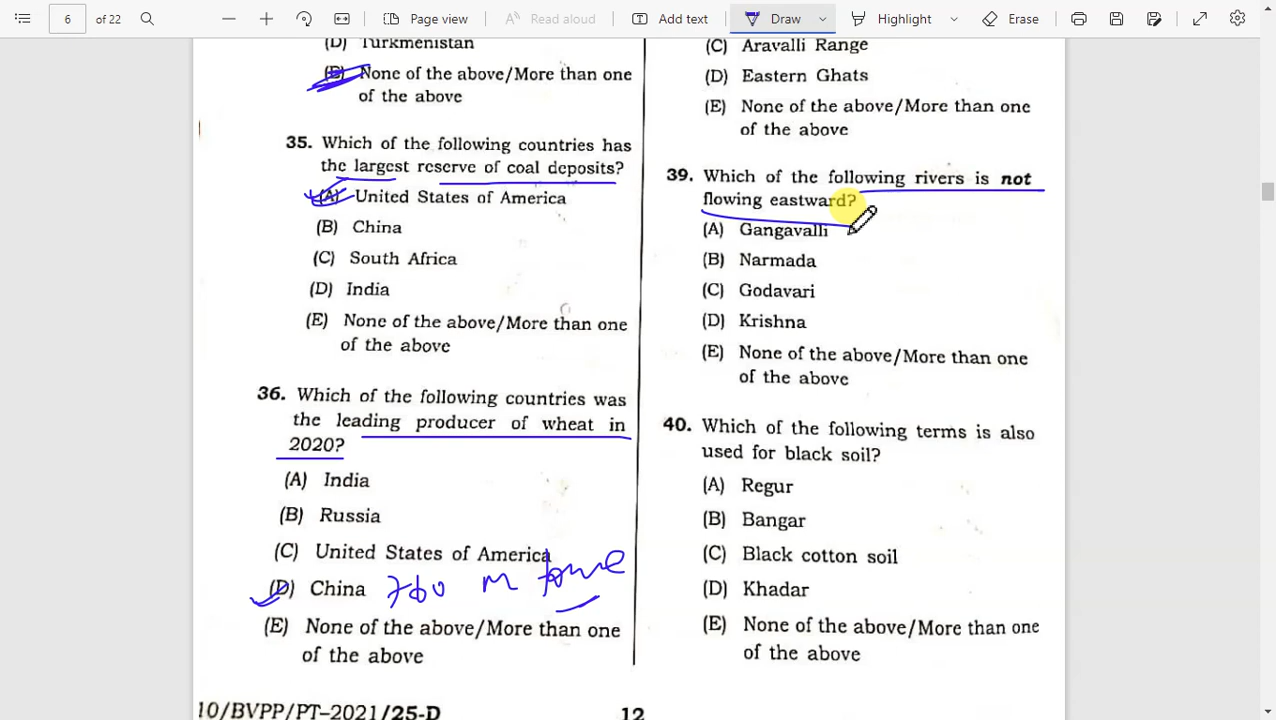 6
of 22
Page view
Read aloud
Add text
Draw
Highlight
Erase
(D) Turkmenistan
(E) None of the above/More than one
of the above
35. Which of the following countries has
the largest reserve of coal deposits?
(A) United States of America
(B) China
(C) South Africa
(D) India
(E) None of the above/More than one
of the above
36. Which of the following countries was
the leading producer of wheat in
2020?
(A) India
(B) Russia
(C) United States of America
(D) China 760 m tonne
(E) None of the above/More than one
of the above
10/BVPP/PT–2021/25-D
12
(C) Aravalli Range
(D) Eastern Ghats
(E) None of the above/More than one
of the above
39. Which of the following rivers is not
flowing eastward?
(A) Gangavalli
(B) Narmada
(C) Godavari
(D) Krishna
(E) None of the above/More than one
of the above
40. Which of the following terms is also
used for black soil?
(A) Regur
(B) Bangar
(C) Black cotton soil
(D) Khadar
(E) None of the above/More than one
of the above